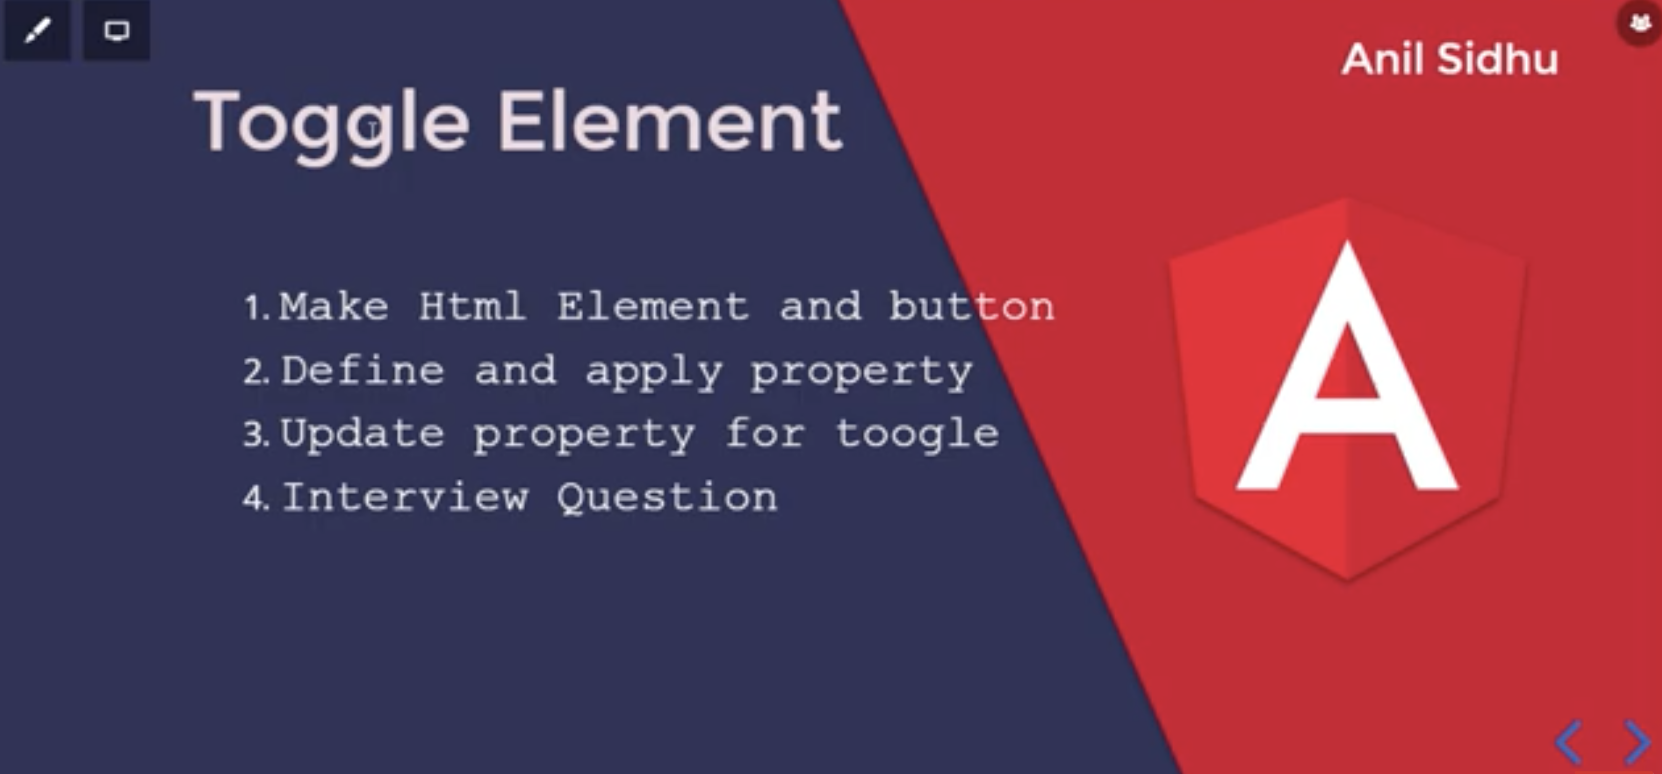 Anil Sidhu
Toggle Element
1. Make Html Element and button
2. Define and apply property
3. Update property for toogle
4. Interview Question